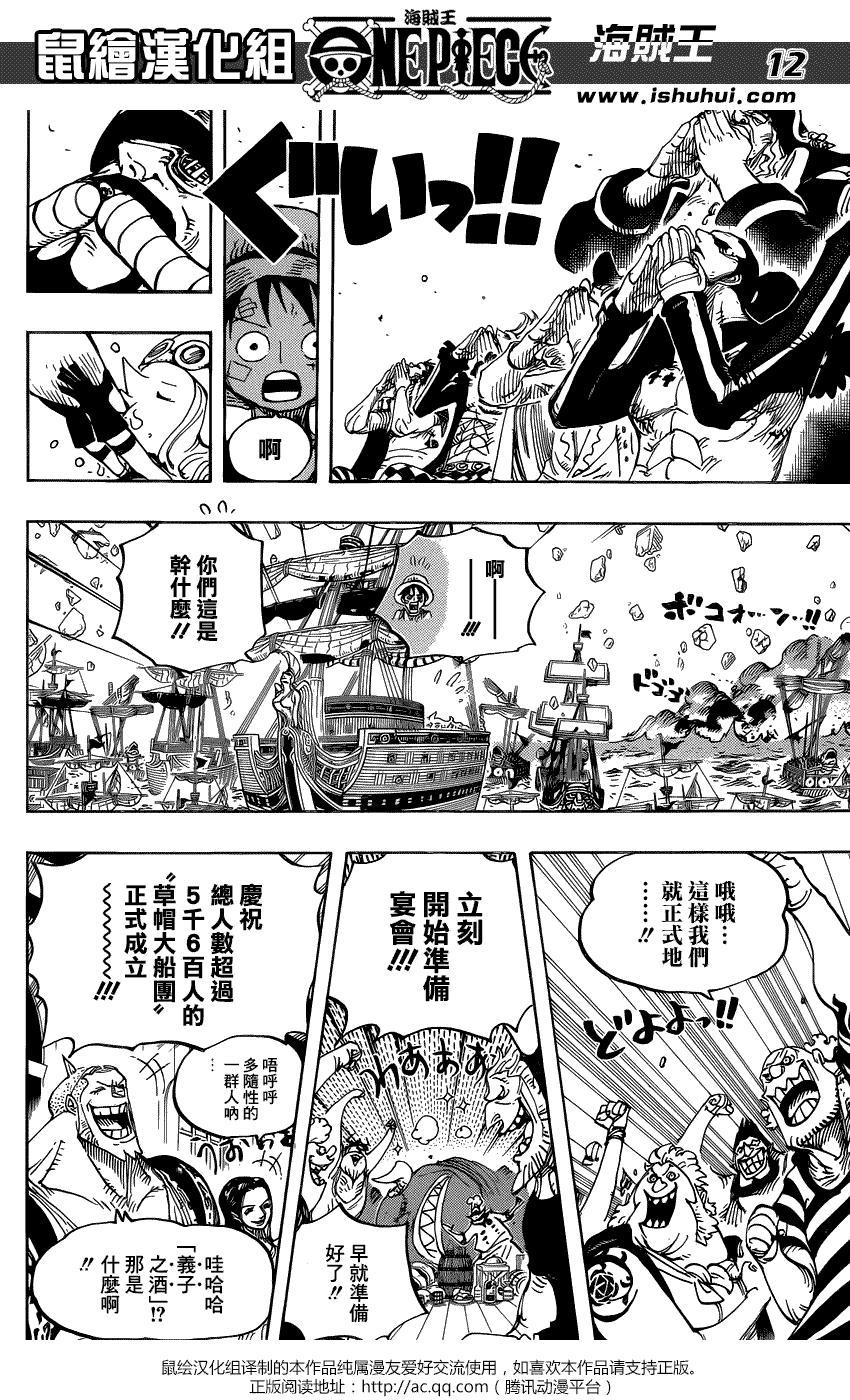 鼠繪漢化組
海賊王
ONE PIECE
海賊王
12
www.ishuhui.com
ぐいっ!!
啊
啊——!!!
你們這是
幹什麼!!
ボコォ…ン…!!
ドゴゴ
哦哦…
這樣我們
就正式地
……!!
どよよっ!!
立刻
開始準備
宴會!!!
わあぁぁ
早就準備
好了!!
慶祝
總人數超過
5千6百人的
〝草帽大船團〞
正式成立
~~~~!!!
唔呼呼
多隨性的
一群人吶
…
哇哈哈
「義子
之酒」!?
那是
什麼啊
!!
鼠绘汉化组译制的本作品纯属漫友爱好交流使用，如喜欢本作品请支持正版。
正版阅读地址：http://ac.qq.com（腾讯动漫平台）